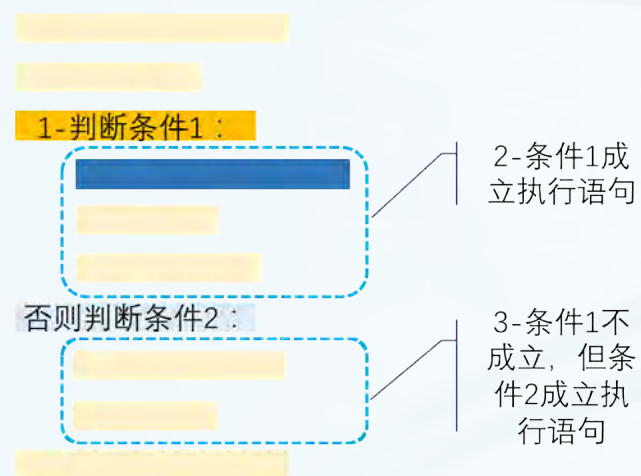 1-判断条件1：
2-条件1成
立执行语句
否则判断条件2：
3-条件1不
成立，但条
件2成立执
行语句